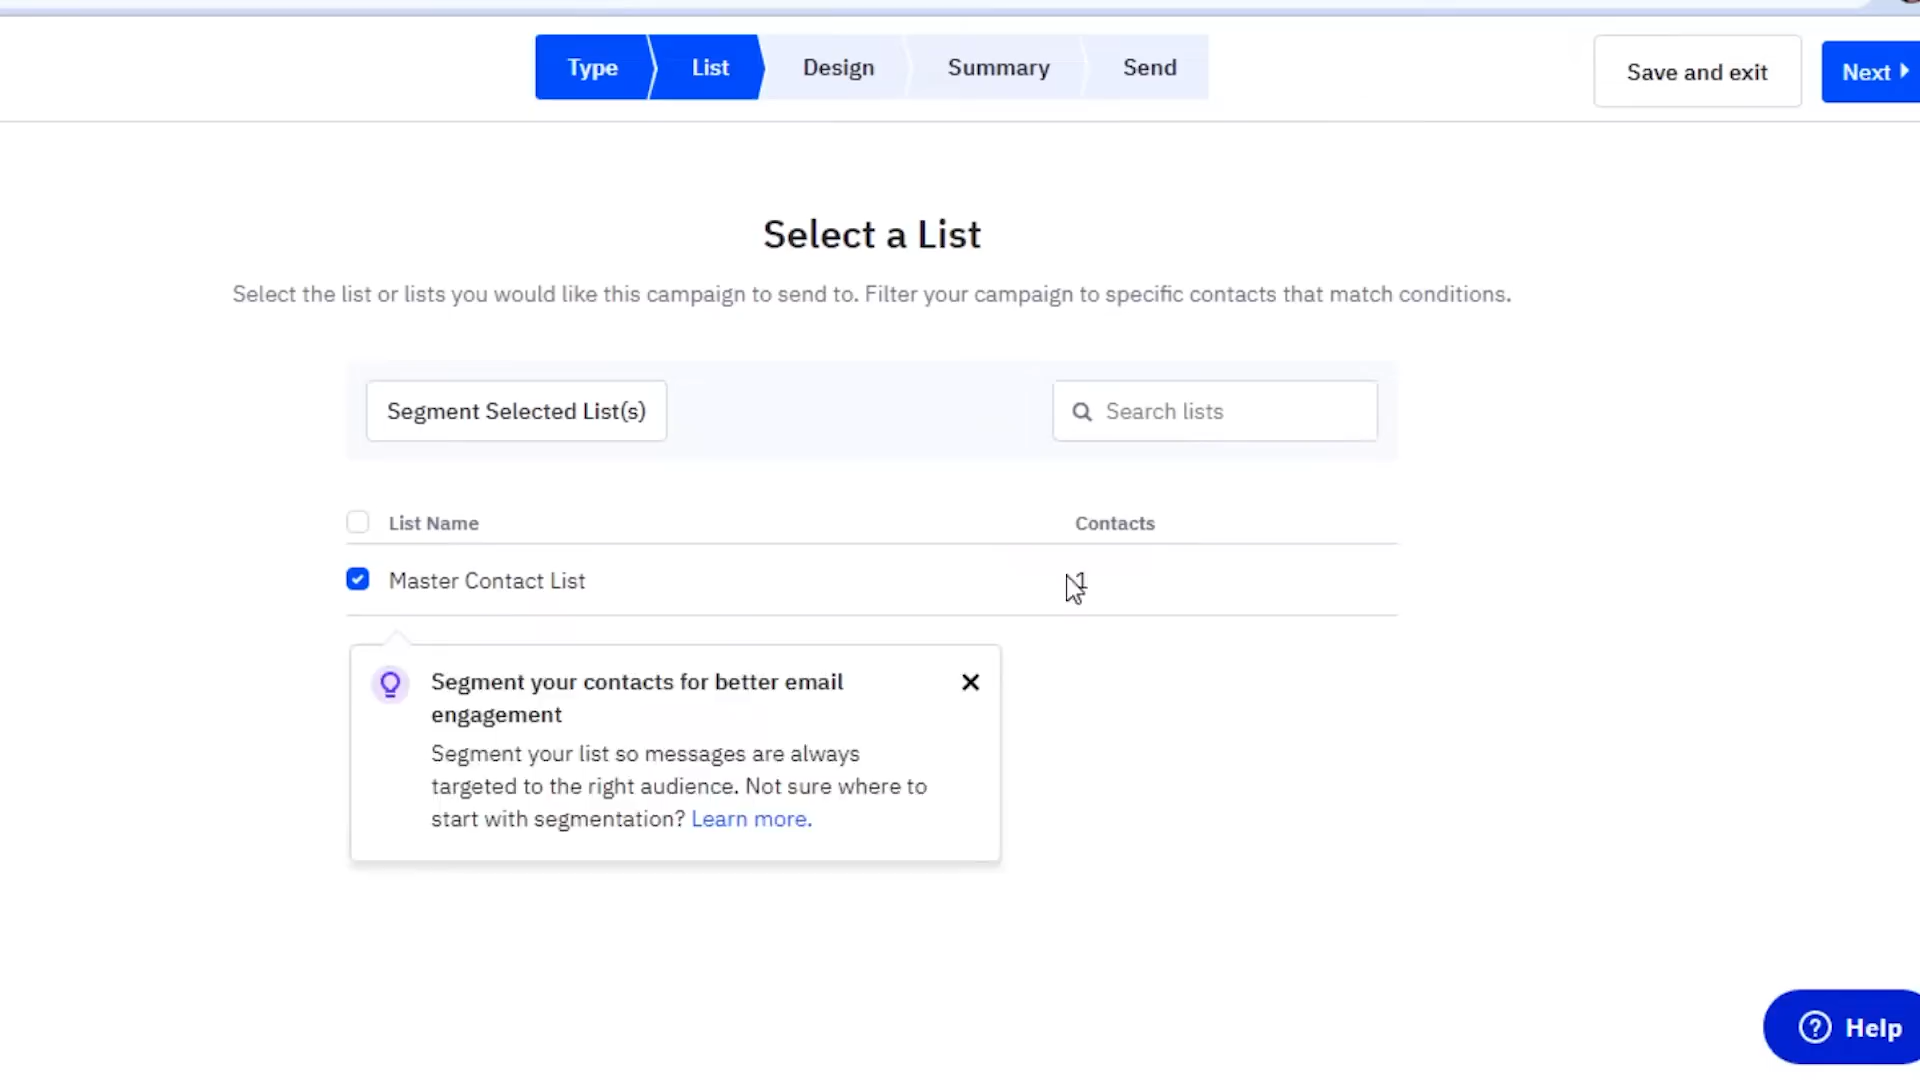 Type List Design Summary Send Save and exit Next
Select a List
Select the list or lists you would like this campaign to send to. Filter your campaign to specific contacts that match conditions.
Segment Selected List(s) Search lists
List Name Contacts
Master Contact List 1
Segment your contacts for better email
engagement
Segment your list so messages are always
targeted to the right audience. Not sure where to
start with segmentation? Learn more.
Help